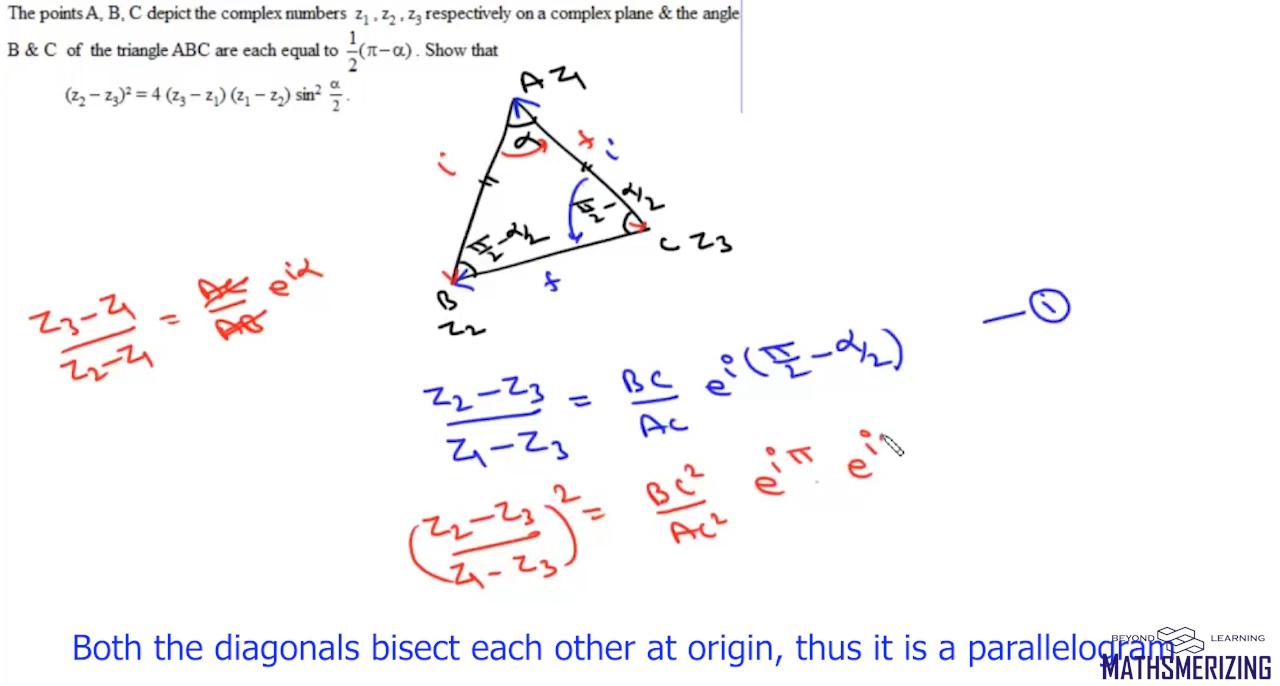 The points A, B, C depict the complex numbers z₁ , z₂ , z₃ respectively on a complex plane & the angle
B & C of the triangle ABC are each equal to 1/2 (π−α) . Show that
(z₂ − z₃)² = 4 (z₃ − z₁) (z₁ − z₂) sin² α/2 .
A z₁
α
i
f i
π/2 − α/2
π/2 − α/2
C z₃
f
B
z₂
(z₃ − z₁)/(z₂ − z₁) = AC/AB e^{iα}
— (i)
(z₂ − z₃)/(z₁ − z₃) = BC/AC e^{i(π/2 − α/2)}
((z₂ − z₃)/(z₁ − z₃))² = BC²/AC² e^{iπ} . e^{i
Both the diagonals bisect each other at origin, thus it is a parallelogram
BEYOND LEARNING
MATHSMERIZING